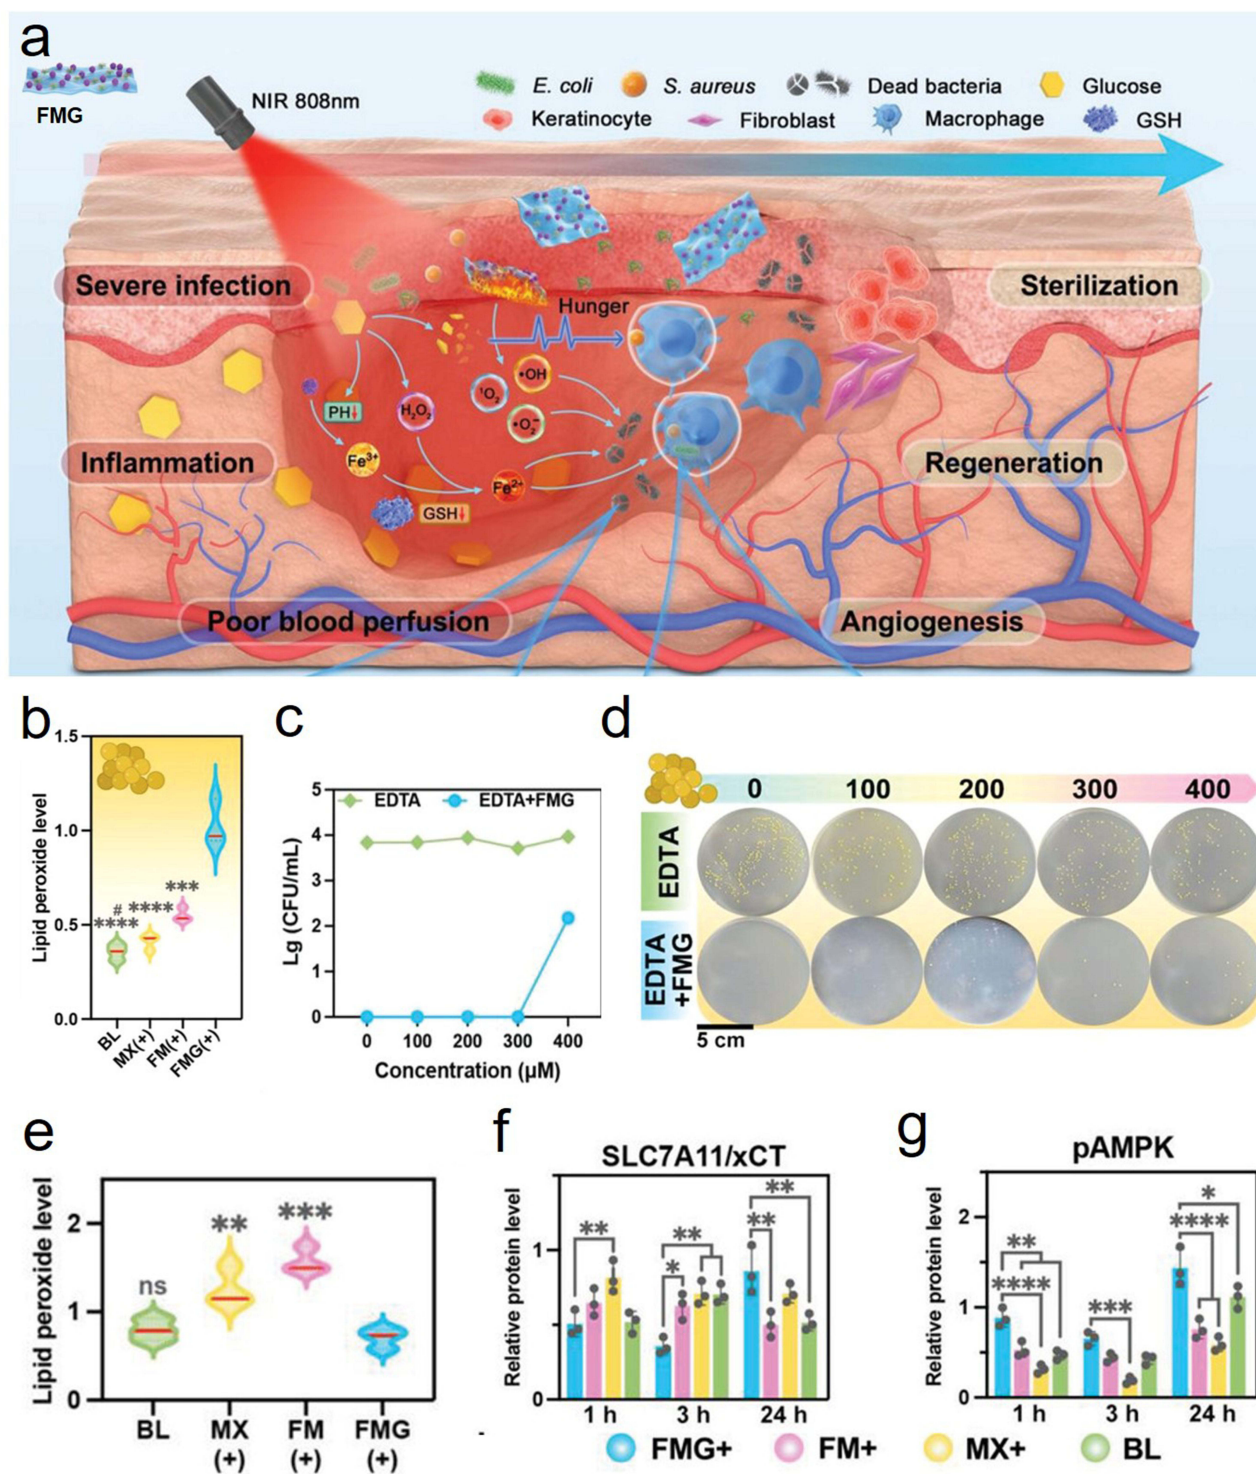 a
FMG
NIR 808nm
E. coli S. aureus Dead bacteria Glucose
Keratinocyte Fibroblast Macrophage GSH
Severe infection
Sterilization
Hunger
•OH
¹O₂
PH↓
H₂O₂
•O₂⁻
Fe³⁺
Inflammation
Regeneration
Fe²⁺
GSH↓
Poor blood perfusion
Angiogenesis
b
Lipid peroxide level
1.5
1.0
0.5
0.0
#
**** **** ***
BL MX(+) FM(+) FMG(+)
c
Lg (CFU/mL)
EDTA EDTA+FMG
5
4
3
2
1
0
0 100 200 300 400
Concentration (μM)
d
0 100 200 300 400
EDTA
EDTA
+FMG
5 cm
e
Lipid peroxide level
2
1
0
ns ** ***
BL MX FM FMG
(+) (+) (+)
f
SLC7A11/xCT
Relative protein level
1
0
**
**
*
**
**
1 h 3 h 24 h
g
pAMPK
Relative protein level
2
1
0
**
****
***
*
****
1 h 3 h 24 h
FMG+ FM+ MX+ BL